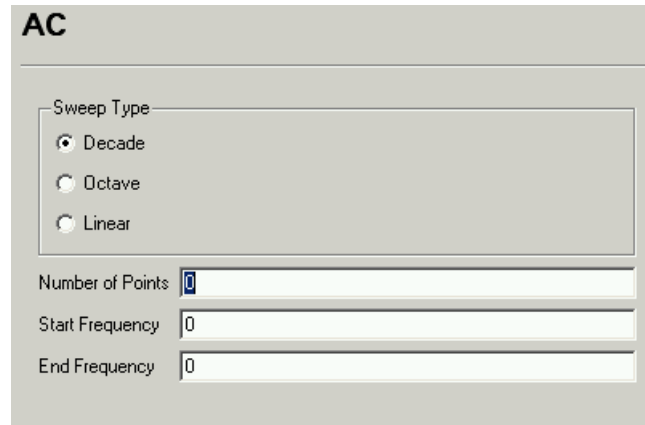 AC
Sweep Type
Decade
Octave
Linear
Number of Points 0
Start Frequency 0
End Frequency 0